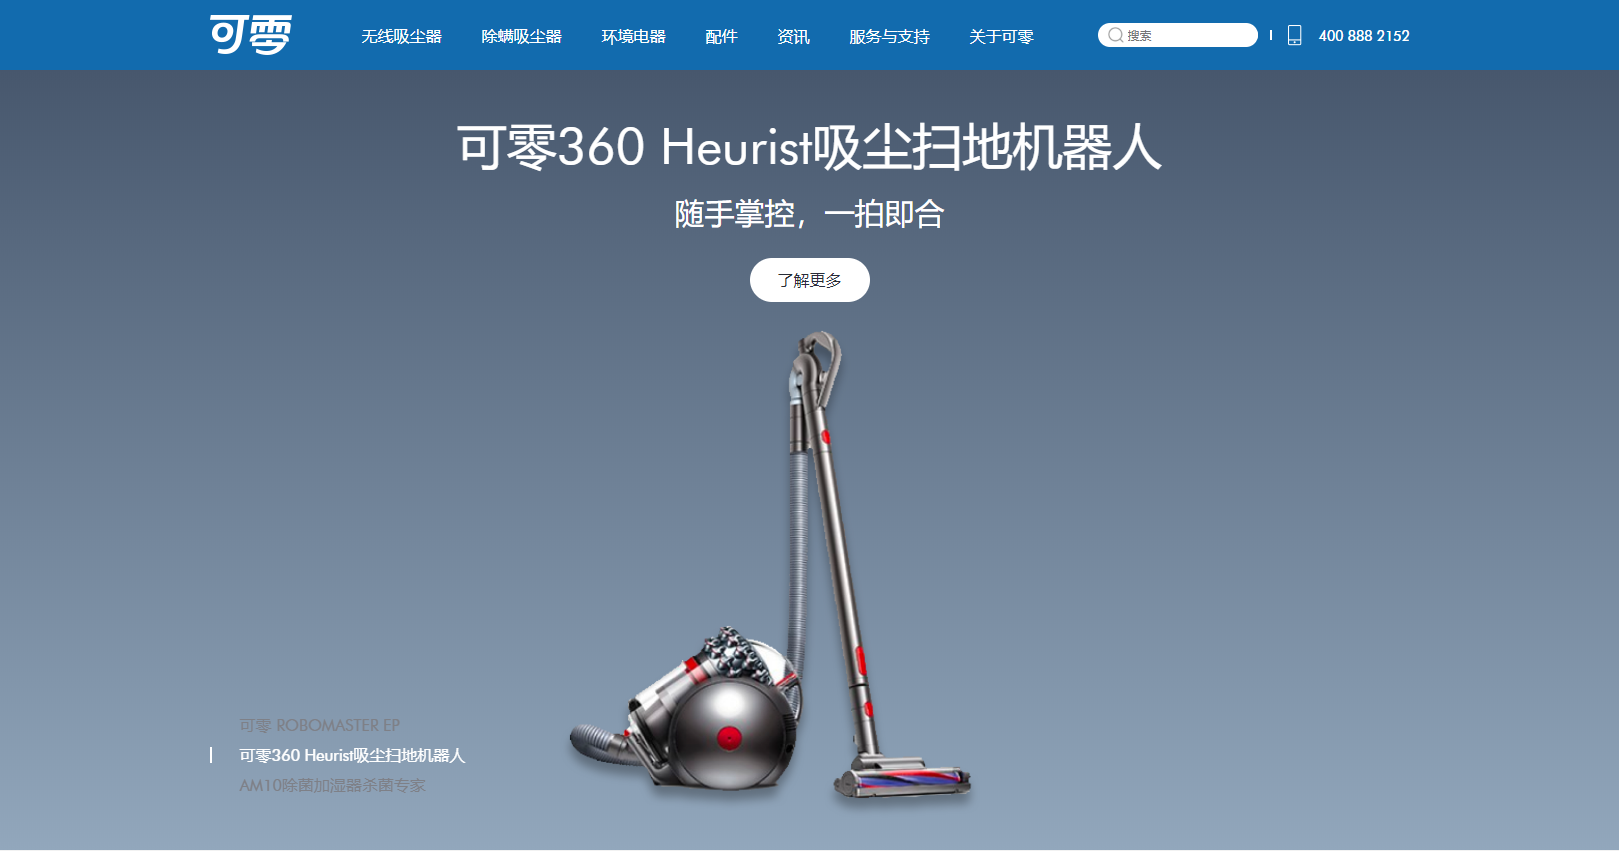 可零
无线吸尘器 除螨吸尘器 环境电器 配件 资讯 服务与支持 关于可零
搜索
400 888 2152
可零360 Heurist吸尘扫地机器人
随手掌控，一拍即合
了解更多
可零 ROBOMASTER EP
可零360 Heurist吸尘扫地机器人
AM10除菌加湿器杀菌专家